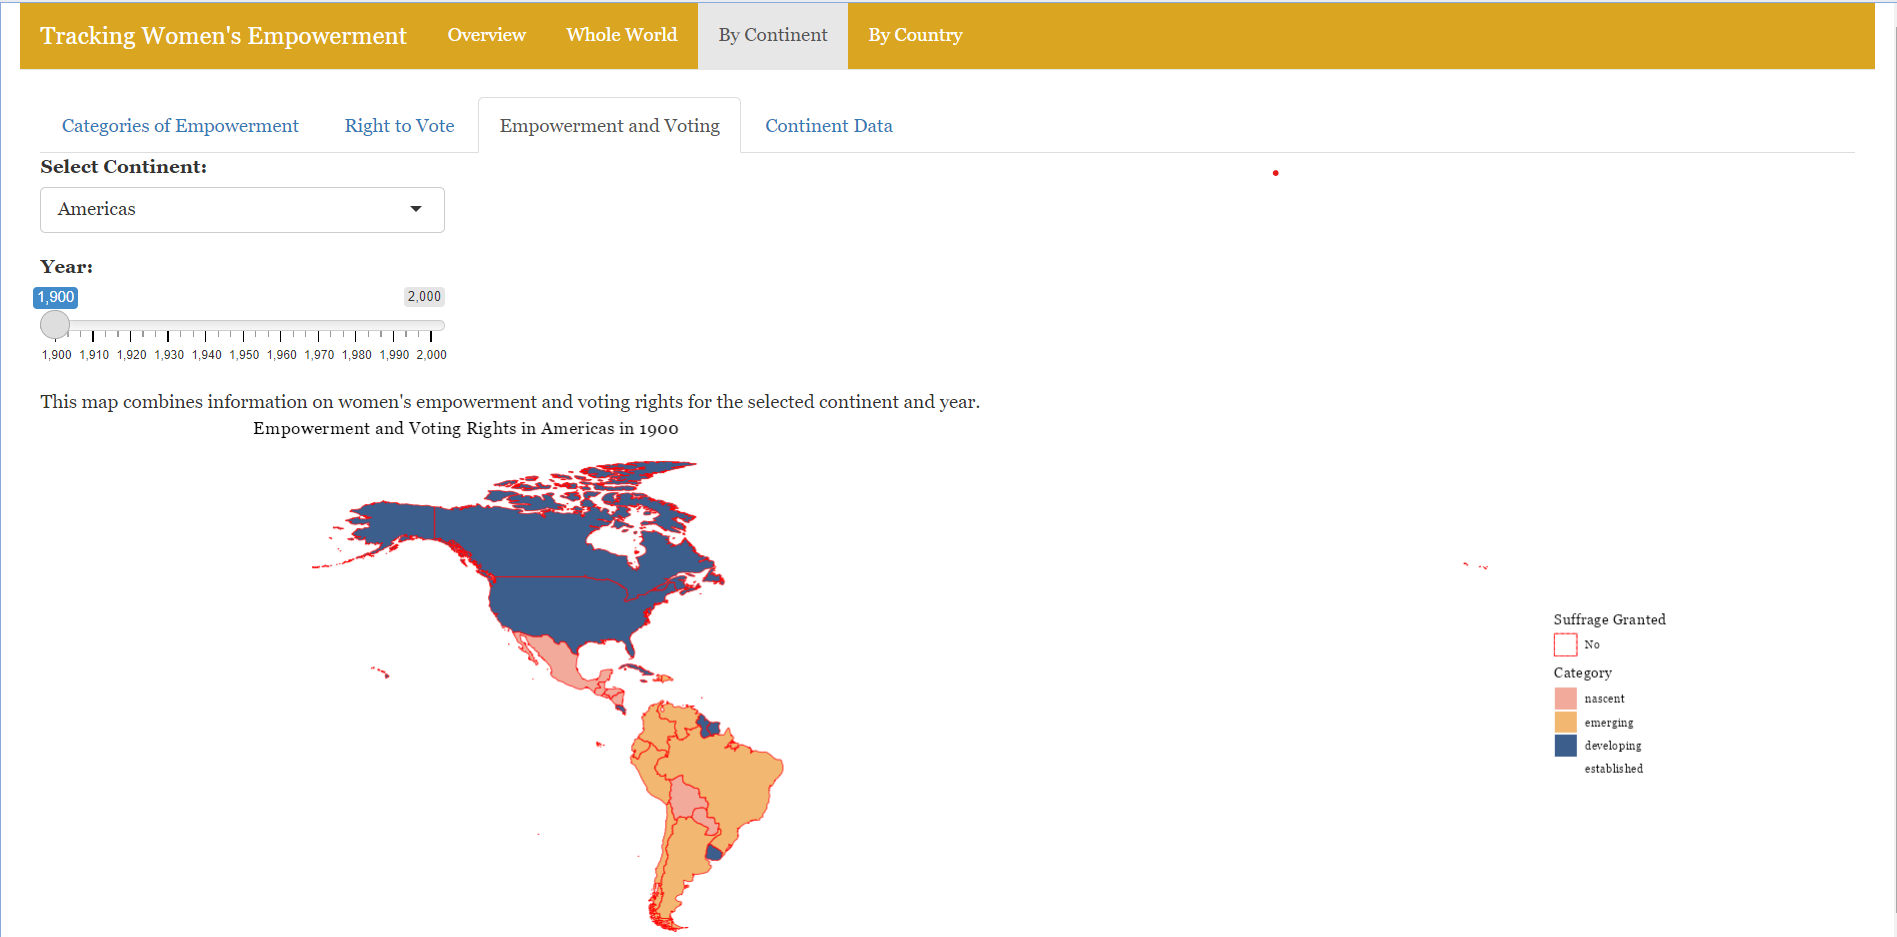 Tracking Women's Empowerment Overview Whole World By Continent By Country
Categories of Empowerment Right to Vote Empowerment and Voting Continent Data
Select Continent:
Americas
Year:
1,900 2,000
1,900 1,910 1,920 1,930 1,940 1,950 1,960 1,970 1,980 1,990 2,000
This map combines information on women's empowerment and voting rights for the selected continent and year.
Empowerment and Voting Rights in Americas in 1900
Suffrage Granted
No
Category
nascent
emerging
developing
established